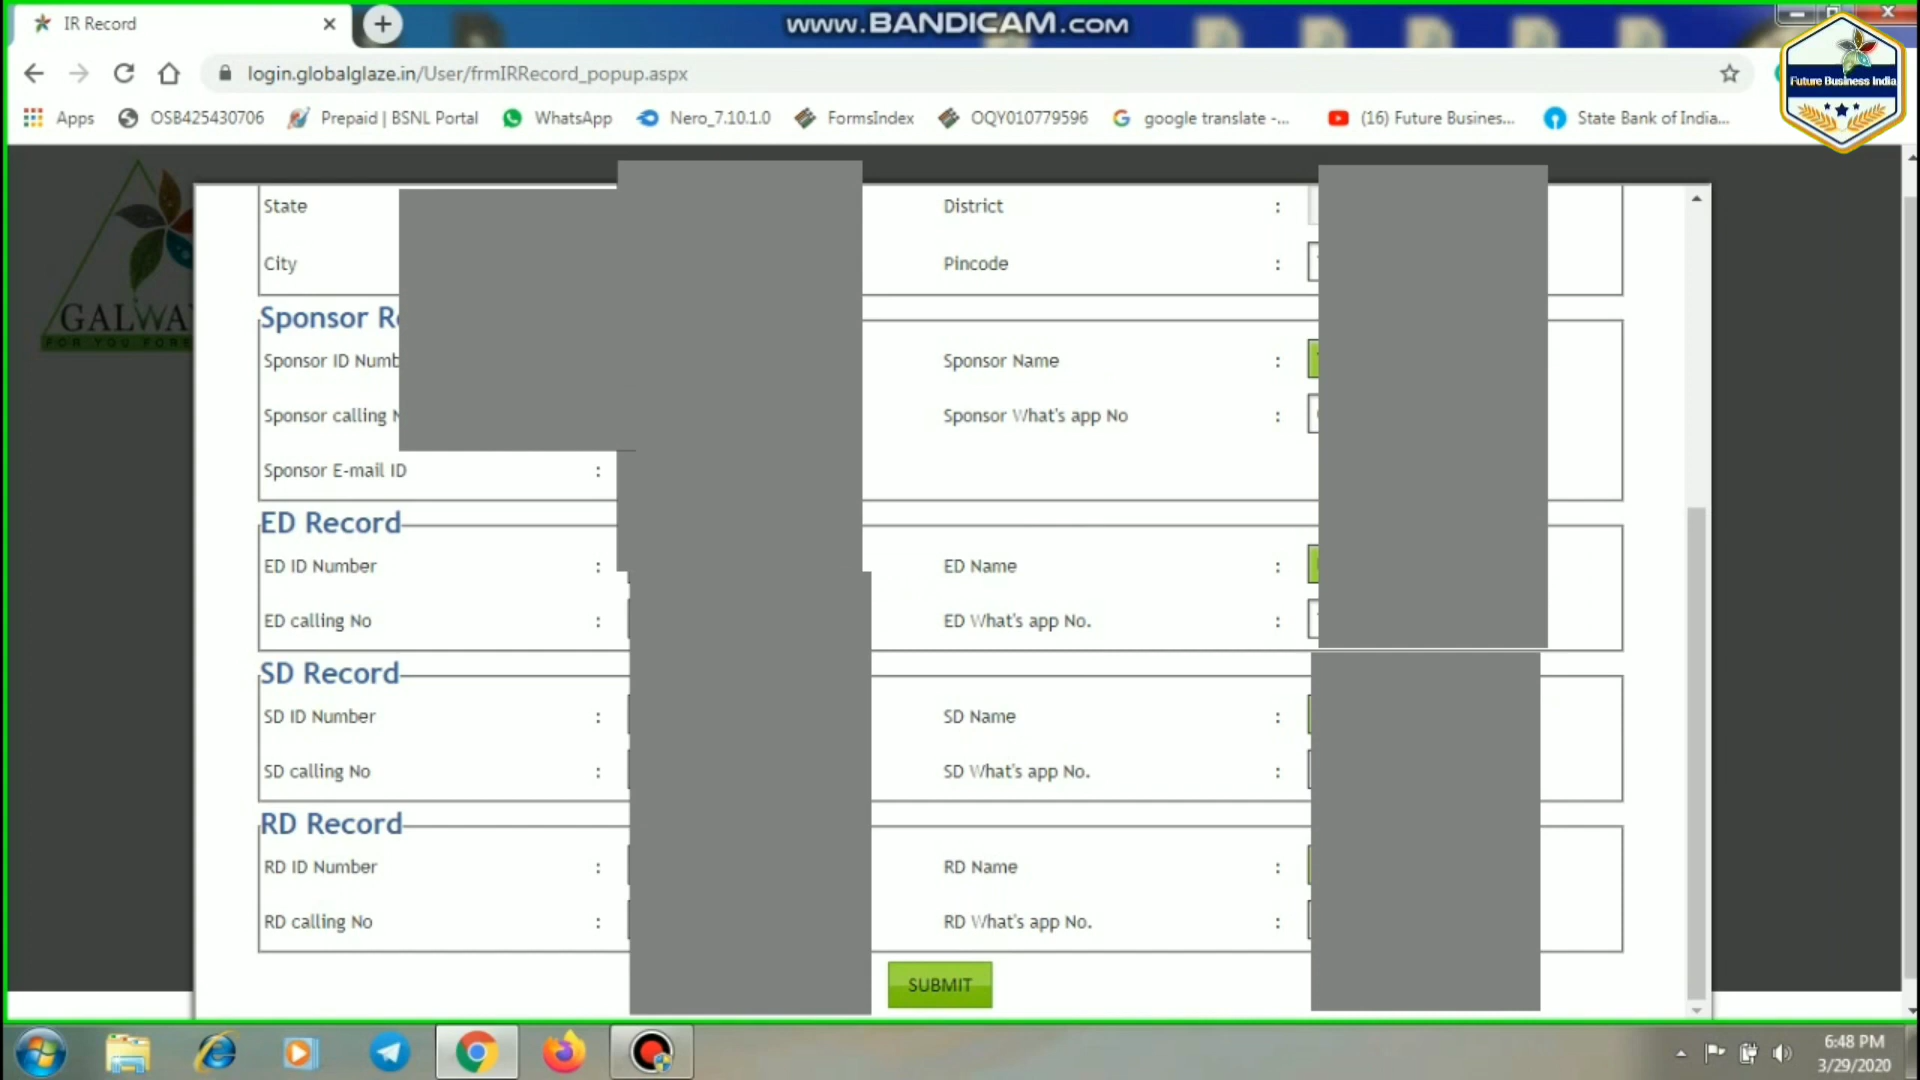 IR Record
www.BANDICAM.com
login.globalglaze.in/User/frmIRRecord_popup.aspx
Future Business India
Apps
OSB425430706
Prepaid | BSNL Portal
WhatsApp
Nero_7.10.1.0
FormsIndex
OQY010779596
google translate -...
(16) Future Busines...
State Bank of India...
GALWA
FOR YOU FORE
State
District :
City
Pincode :
Sponsor Re
Sponsor ID Numb
Sponsor Name :
Sponsor calling N
Sponsor What's app No :
Sponsor E-mail ID :
ED Record
ED ID Number :
ED Name :
ED calling No :
ED What's app No. :
SD Record
SD ID Number :
SD Name :
SD calling No :
SD What's app No. :
RD Record
RD ID Number :
RD Name :
RD calling No :
RD What's app No. :
SUBMIT
6:48 PM
3/29/2020